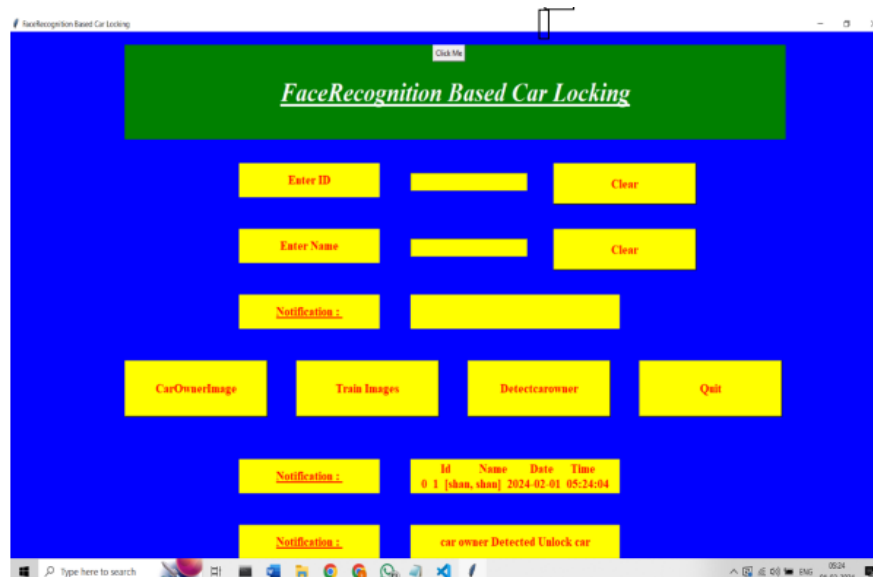 FaceRecognition Based Car Locking
Click Me
FaceRecognition Based Car Locking
Enter ID
Clear
Enter Name
Clear
Notification :
CarOwnerImage Train Images Detectcarowner Quit
Notification :
Id Name Date Time
0 1 [shan, shan] 2024-02-01 05:24:04
Notification :
car owner Detected Unlock car
Type here to search
ENG
05:24